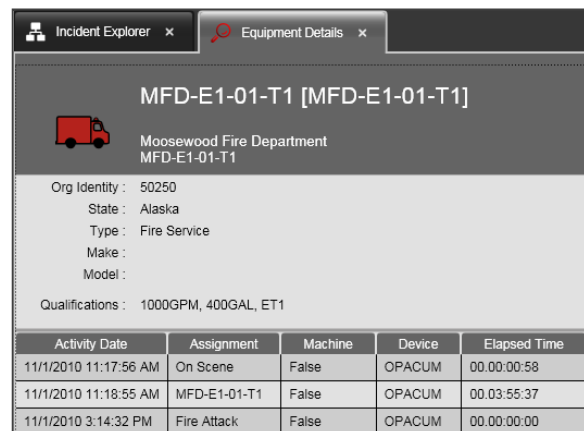 Incident Explorer x Equipment Details x
MFD-E1-01-T1 [MFD-E1-01-T1]
Moosewood Fire Department
MFD-E1-01-T1
Org Identity : 50250
State : Alaska
Type : Fire Service
Make :
Model :
Qualifications : 1000GPM, 400GAL, ET1
Activity Date Assignment Machine Device Elapsed Time
11/1/2010 11:17:56 AM On Scene False OPACUM 00.00:00:58
11/1/2010 11:18:55 AM MFD-E1-01-T1 False OPACUM 00.03:55:37
11/1/2010 3:14:32 PM Fire Attack False OPACUM 00.00:00:00